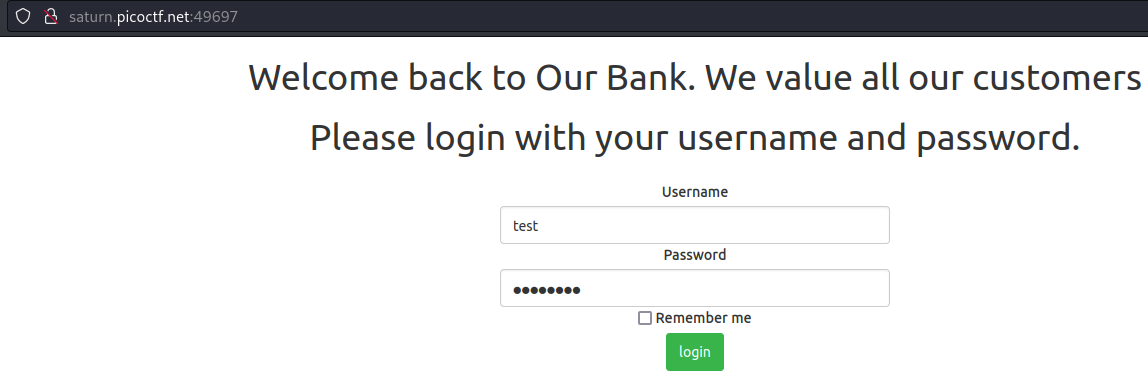 saturn.picoctf.net:49697
Welcome back to Our Bank. We value all our customers
Please login with your username and password.
Username
test
Password
●●●●●●●●
Remember me
login